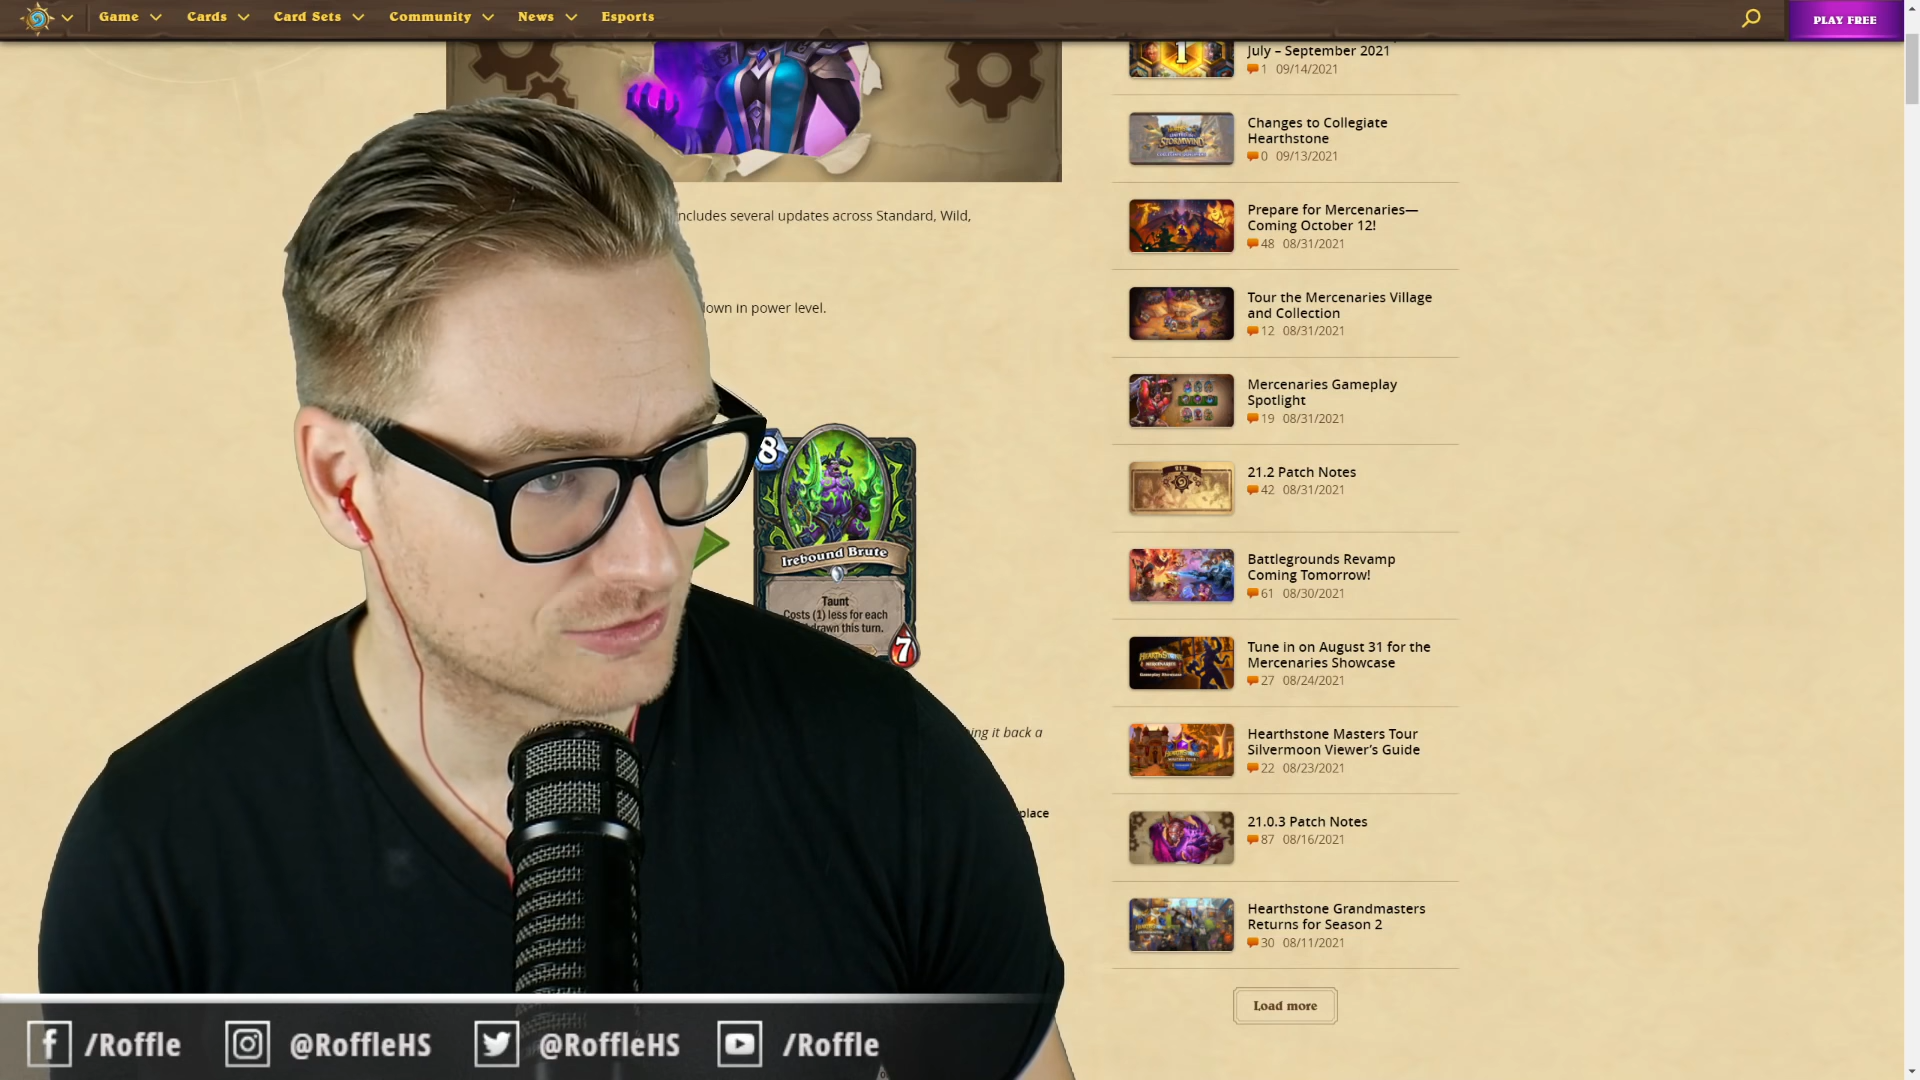 Game
Cards
Card Sets
Community
News
Esports
PLAY FREE
July – September 2021
1 09/14/2021
Changes to Collegiate
Hearthstone
0 09/13/2021
ncludes several updates across Standard, Wild,
Prepare for Mercenaries—
Coming October 12!
48 08/31/2021
down in power level.
Tour the Mercenaries Village
and Collection
12 08/31/2021
Mercenaries Gameplay
Spotlight
19 08/31/2021
8
Irebound Brute
Taunt
Costs (1) less for each
drawn this turn.
7
21.2 Patch Notes
42 08/31/2021
Battlegrounds Revamp
Coming Tomorrow!
61 08/30/2021
Tune in on August 31 for the
Mercenaries Showcase
27 08/24/2021
ing it back a
Hearthstone Masters Tour
Silvermoon Viewer's Guide
22 08/23/2021
place
21.0.3 Patch Notes
87 08/16/2021
Hearthstone Grandmasters
Returns for Season 2
30 08/11/2021
Load more
/Roffle
@RoffleHS
@RoffleHS
/Roffle